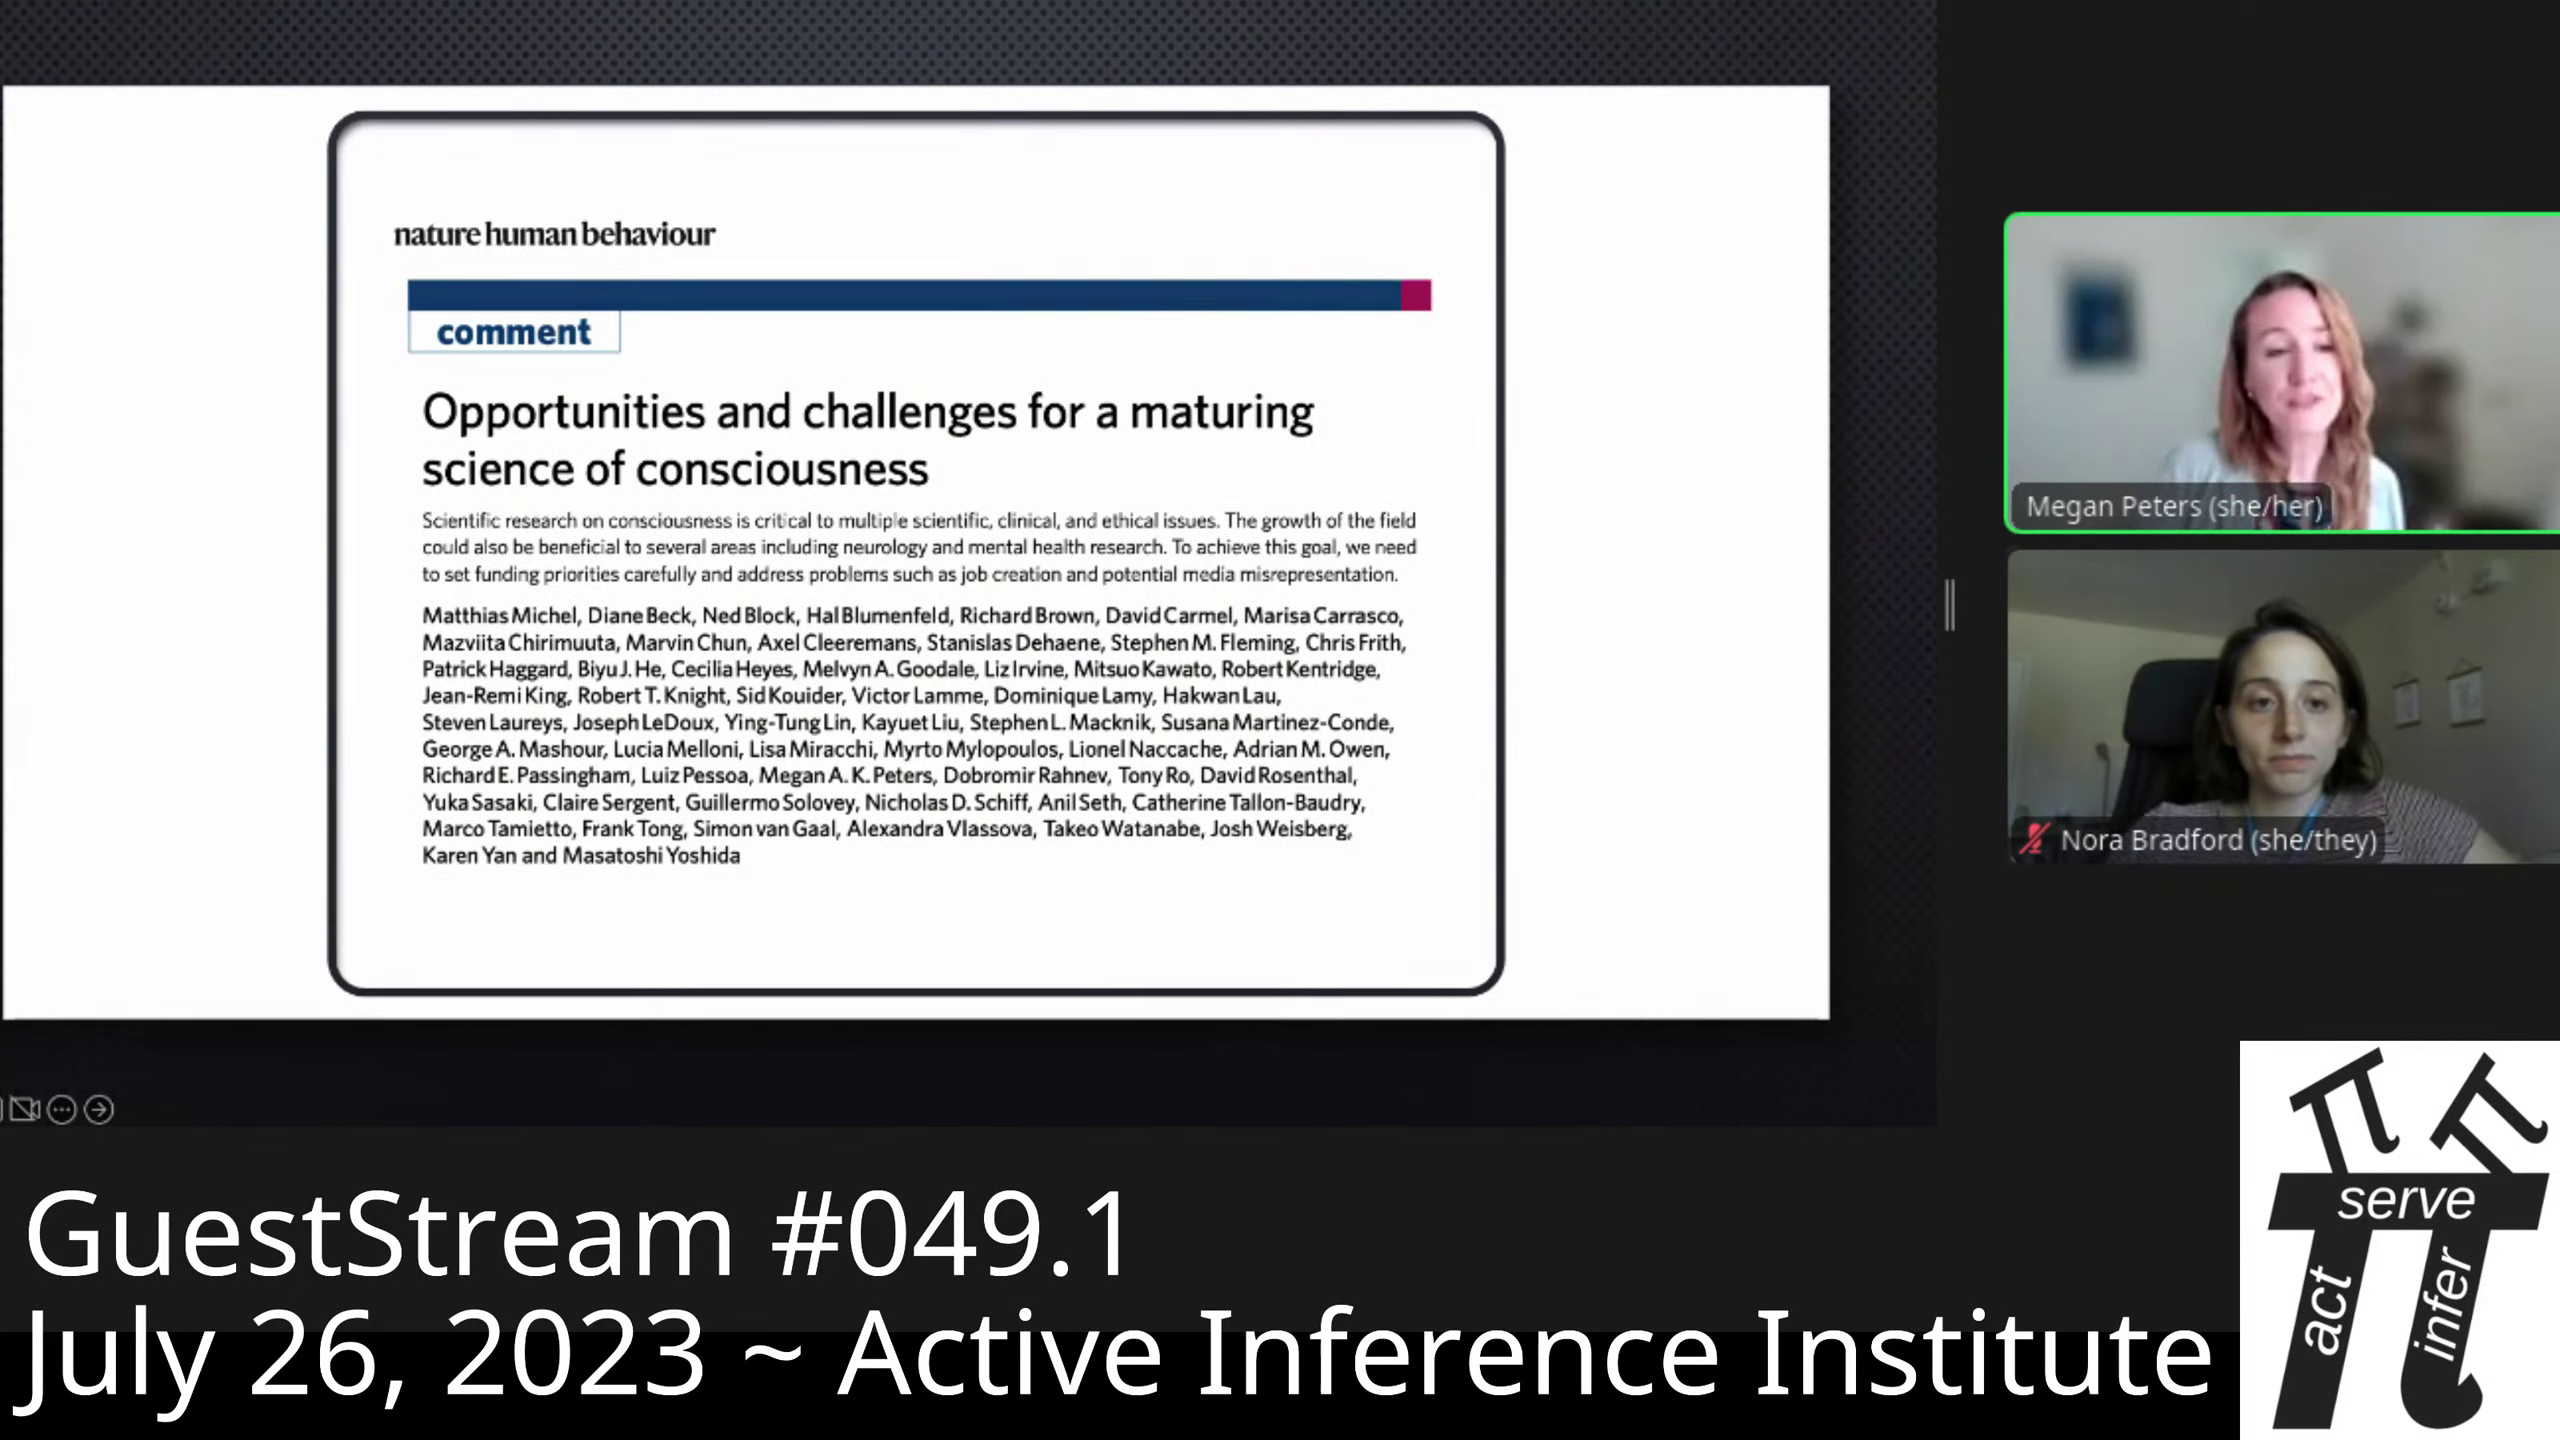 nature human behaviour
comment
Opportunities and challenges for a maturing
science of consciousness
Scientific research on consciousness is critical to multiple scientific, clinical, and ethical issues. The growth of the field
could also be beneficial to several areas including neurology and mental health research. To achieve this goal, we need
to set funding priorities carefully and address problems such as job creation and potential media misrepresentation.
Matthias Michel, Diane Beck, Ned Block, Hal Blumenfeld, Richard Brown, David Carmel, Marisa Carrasco,
Mazviita Chirimuuta, Marvin Chun, Axel Cleeremans, Stanislas Dehaene, Stephen M. Fleming, Chris Frith,
Patrick Haggard, Biyu J. He, Cecilia Heyes, Melvyn A. Goodale, Liz Irvine, Mitsuo Kawato, Robert Kentridge,
Jean-Remi King, Robert T. Knight, Sid Kouider, Victor Lamme, Dominique Lamy, Hakwan Lau,
Steven Laureys, Joseph LeDoux, Ying-Tung Lin, Kayuet Liu, Stephen L. Macknik, Susana Martinez-Conde,
George A. Mashour, Lucia Melloni, Lisa Miracchi, Myrto Mylopoulos, Lionel Naccache, Adrian M. Owen,
Richard E. Passingham, Luiz Pessoa, Megan A. K. Peters, Dobromir Rahnev, Tony Ro, David Rosenthal,
Yuka Sasaki, Claire Sergent, Guillermo Solovey, Nicholas D. Schiff, Anil Seth, Catherine Tallon-Baudry,
Marco Tamietto, Frank Tong, Simon van Gaal, Alexandra Vlassova, Takeo Watanabe, Josh Weisberg,
Karen Yan and Masatoshi Yoshida
Megan Peters (she/her)
Nora Bradford (she/they)
GuestStream #049.1
July 26, 2023 ~ Active Inference Institute
serve
act
infer